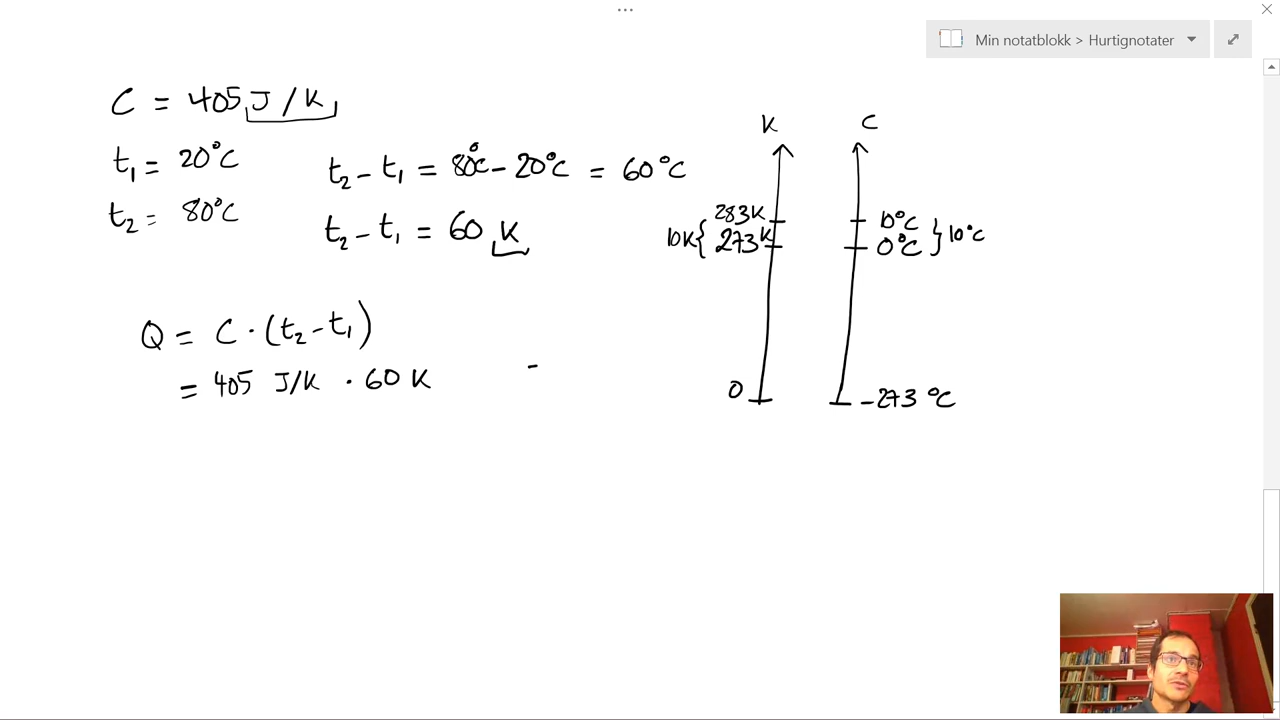 Min notatblokk > Hurtignotater
C = 405 J/K
t₁ = 20°C
t₂ = 80°C
t₂ - t₁ = 80°C - 20°C = 60°C
t₂ - t₁ = 60 K
Q = C · (t₂ - t₁)
= 405 J/K · 60 K
K
C
283K
10K { 273K
0
10°C
0°C } 10°C
-273 °C